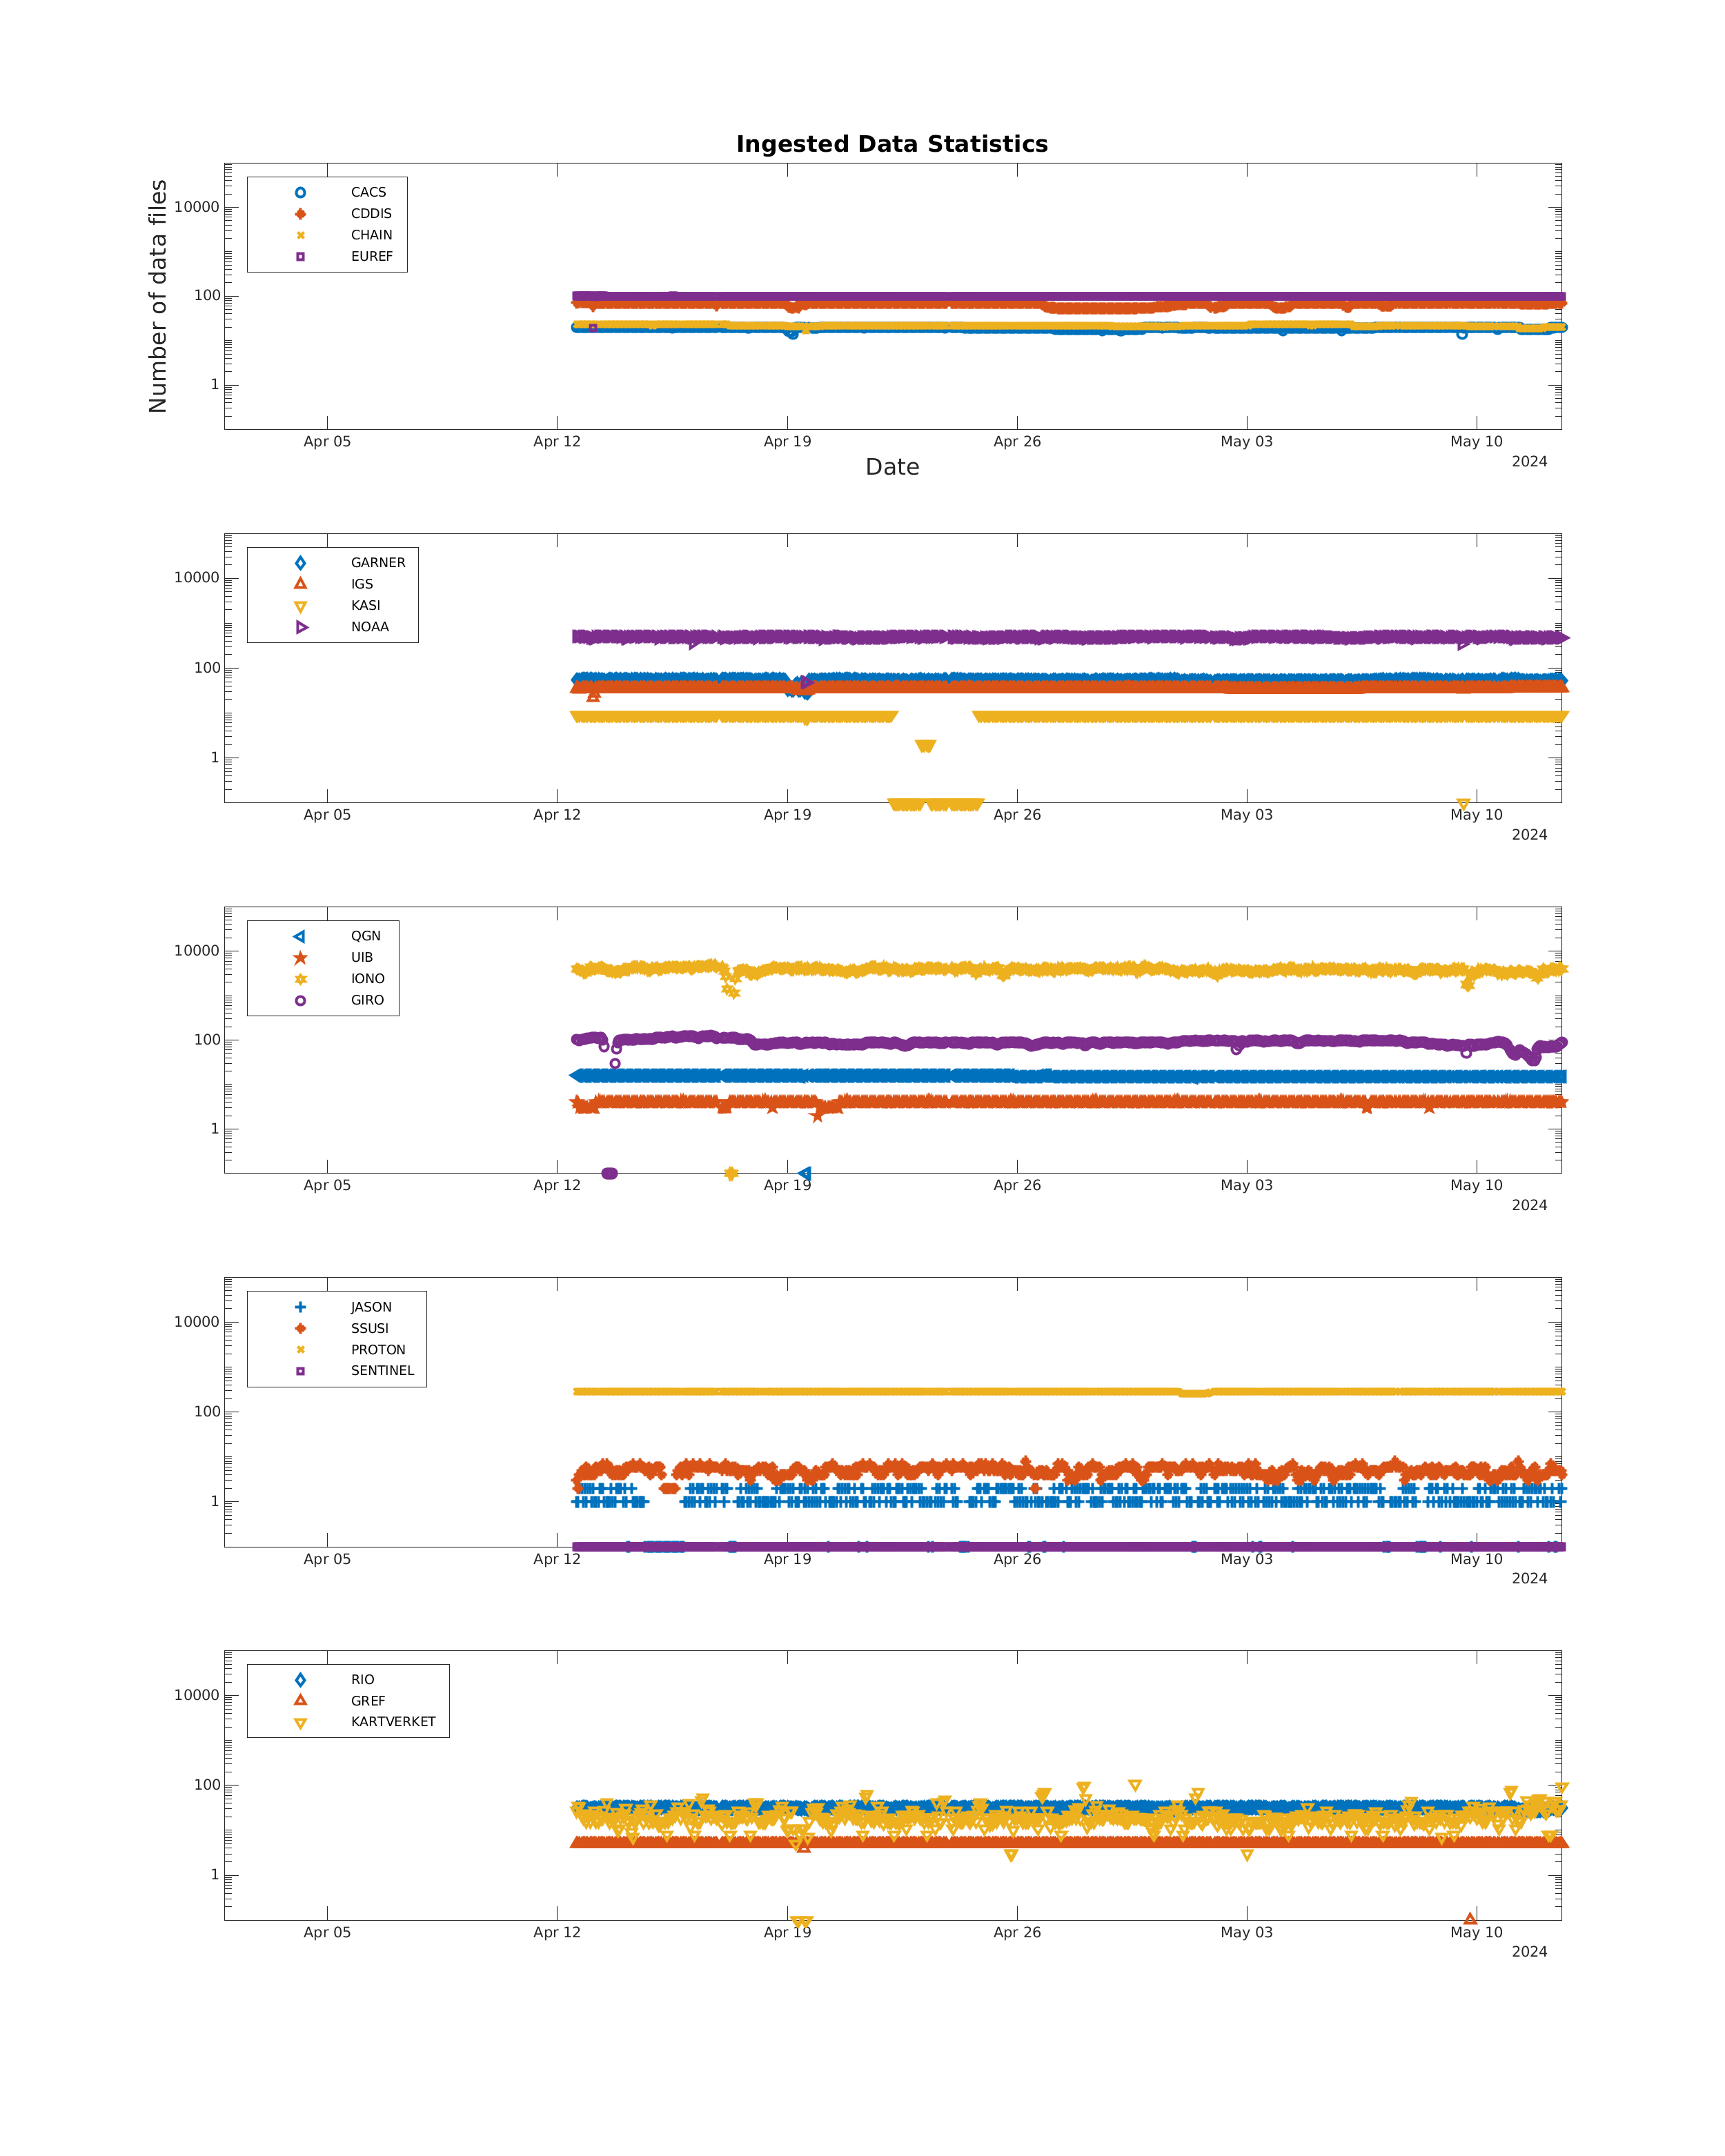 Ingested Data Statistics
Number of data files
CACS
CDDIS
CHAIN
EUREF
10000
100
1
Apr 05 Apr 12 Apr 19 Apr 26 May 03 May 10
2024
Date
GARNER
IGS
KASI
NOAA
10000
100
1
Apr 05 Apr 12 Apr 19 Apr 26 May 03 May 10
2024
QGN
UIB
IONO
GIRO
10000
100
1
Apr 05 Apr 12 Apr 19 Apr 26 May 03 May 10
2024
JASON
SSUSI
PROTON
SENTINEL
10000
100
1
Apr 05 Apr 12 Apr 19 Apr 26 May 03 May 10
2024
RIO
GREF
KARTVERKET
10000
100
1
Apr 05 Apr 12 Apr 19 Apr 26 May 03 May 10
2024